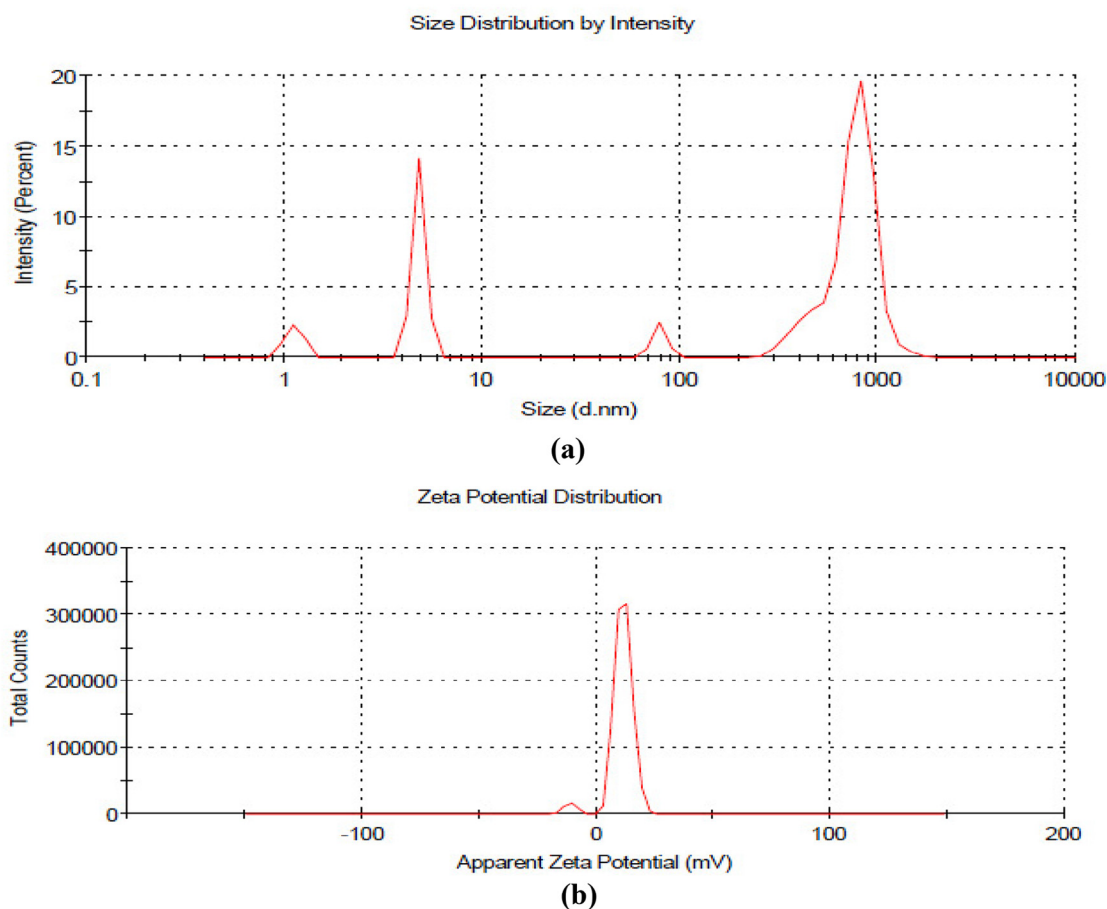 Size Distribution by Intensity
Intensity (Percent)
20
15
10
5
0
0.1 1 10 100 1000 10000
Size (d.nm)
(a)
Zeta Potential Distribution
Total Counts
400000
300000
200000
100000
0
-100 0 100 200
Apparent Zeta Potential (mV)
(b)